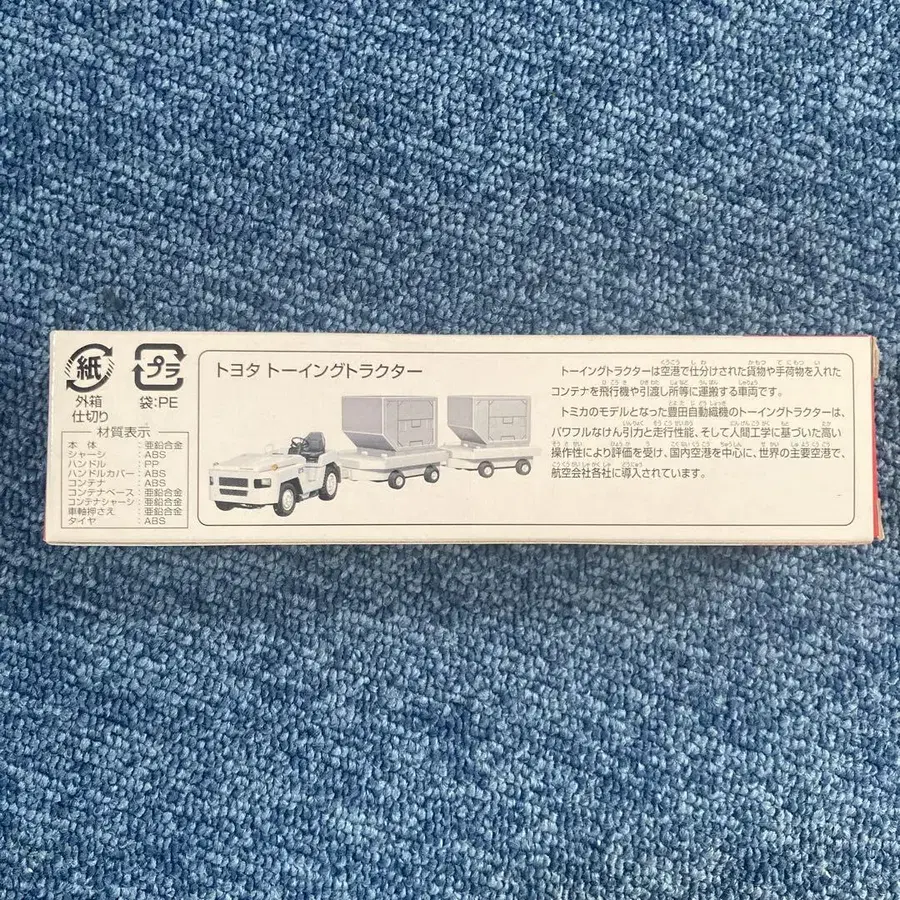 紙
外箱
仕切り
プラ
袋:PE
材質表示
本体:亜鉛合金
シャーシ:ABS
ハンドル:PP
ハンドルカバー:ABS
コンテナ:ABS
コンテナベース:亜鉛合金
コンテナシャーシ:亜鉛合金
車軸押さえ:亜鉛合金
タイヤ:ABS
トヨタ トーイングトラクター
トーイングトラクターは空港で仕分けされた貨物や手荷物を入れた
コンテナを飛行機や引渡し所等に運搬する車両です。
トミカのモデルとなった豊田自動織機のトーイングトラクターは、
パワフルなけん引力と走行性能、そして人間工学に基づいた高い
操作性により評価を受け、国内空港を中心に、世界の主要空港で、
航空会社各社に導入されています。